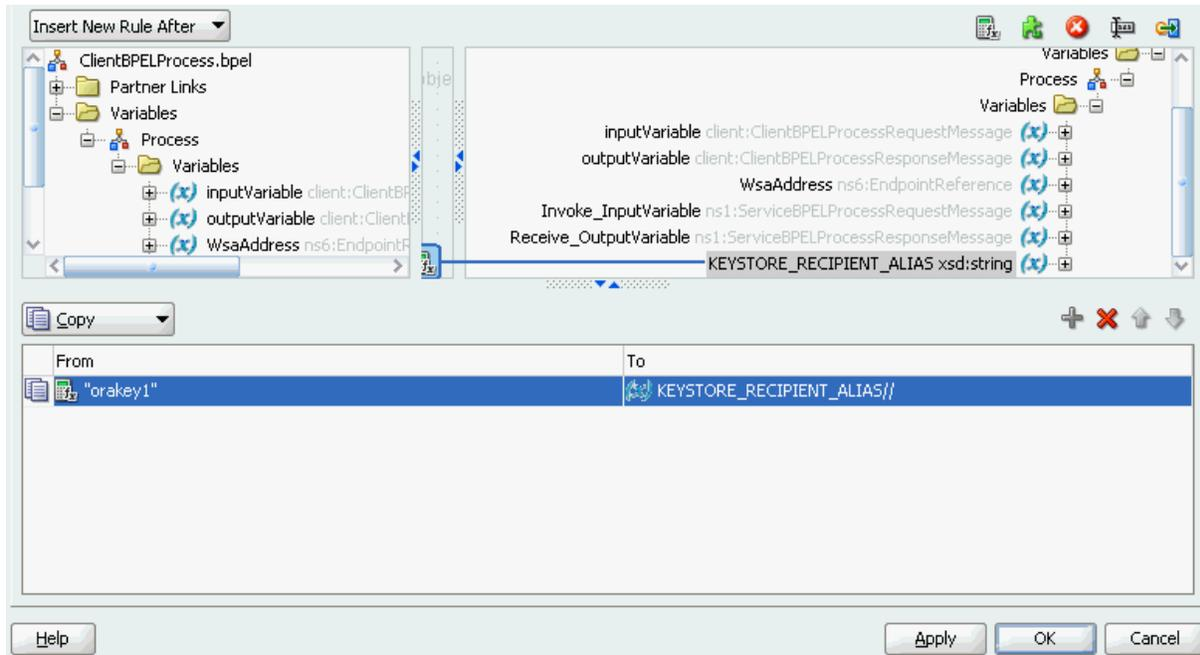 Insert New Rule After
ClientBPELProcess.bpel
Partner Links
Variables
Process
Variables
inputVariable client:ClientBP
outputVariable client:Client
WsaAddress ns6:EndpointR
bje
Variables
Process
Variables
inputVariable client:ClientBPELProcessRequestMessage
outputVariable client:ClientBPELProcessResponseMessage
WsaAddress ns6:EndpointReference
Invoke_InputVariable ns1:ServiceBPELProcessRequestMessage
Receive_OutputVariable ns1:ServiceBPELProcessResponseMessage
KEYSTORE_RECIPIENT_ALIAS xsd:string
Copy
From To
"orakey1" KEYSTORE_RECIPIENT_ALIAS//
Help Apply OK Cancel